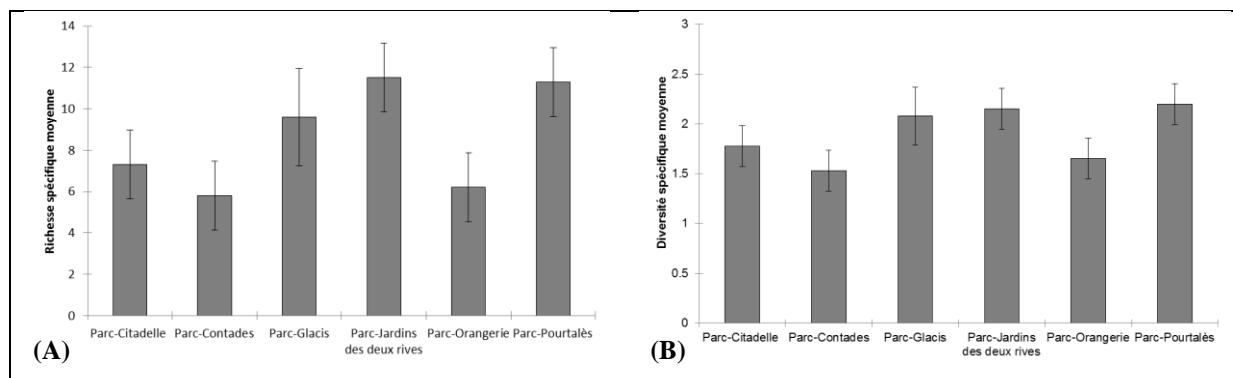 Richesse spécifique moyenne
14
12
10
8
6
4
2
0
Parc-Citadelle Parc-Contades Parc-Glacis Parc-Jardins Parc-Orangerie Parc-Pourtalès
des deux rives
(A)
Diversité spécifique moyenne
3
2.5
2
1.5
1
0.5
0
Parc-Citadelle Parc-Contades Parc-Glacis Parc-Jardins Parc-Orangerie Parc-Pourtalès
des deux rives
(B)